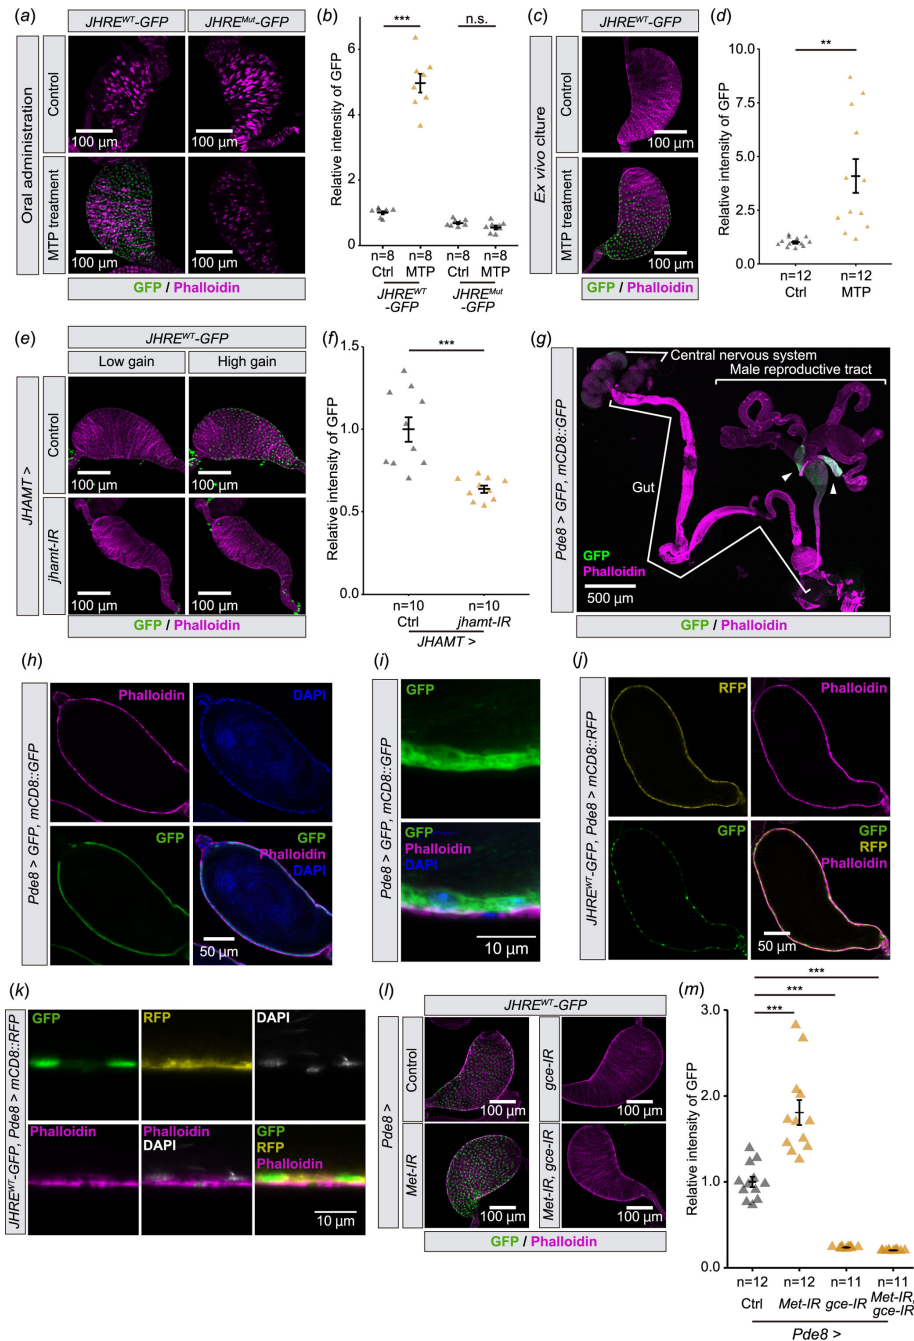 (a)
JHRE^WT-GFP
JHRE^Mut-GFP
Oral administration
Control
MTP treatment
100 µm
100 µm
100 µm
100 µm
GFP / Phalloidin
(b)
Relative intensity of GFP
6
4
2
0
***
n.s.
n=8 n=8 n=8 n=8
Ctrl MTP Ctrl MTP
JHRE^WT JHRE^Mut
-GFP -GFP
(c)
JHRE^WT-GFP
Ex vivo culture
Control
MTP treatment
100 µm
100 µm
GFP / Phalloidin
(d)
Relative intensity of GFP
10.0
7.5
5.0
2.5
0.0
**
n=12 n=12
Ctrl MTP
(e)
JHRE^WT-GFP
Low gain High gain
JHAMT >
Control
jhamt-IR
100 µm
100 µm
100 µm
100 µm
GFP / Phalloidin
(f)
Relative intensity of GFP
1.5
1.0
0.5
0.0
***
n=10 n=10
Ctrl jhamt-IR
JHAMT >
(g)
Pde8 > GFP, mCD8::GFP
Central nervous system
Male reproductive tract
Gut
GFP
Phalloidin
500 µm
GFP / Phalloidin
(h)
Pde8 > GFP, mCD8::GFP
Phalloidin
DAPI
GFP
GFP
Phalloidin
DAPI
50 µm
(i)
Pde8 > GFP, mCD8::GFP
GFP
GFP
Phalloidin
DAPI
10 µm
(j)
JHRE^WT-GFP, Pde8 > mCD8::RFP
RFP
Phalloidin
GFP
GFP
RFP
Phalloidin
50 µm
(k)
JHRE^WT-GFP, Pde8 > mCD8::RFP
GFP
RFP
DAPI
Phalloidin
Phalloidin
DAPI
GFP
RFP
Phalloidin
10 µm
(l)
JHRE^WT-GFP
Pde8 >
Control
Met-IR
gce-IR
Met-IR, gce-IR
100 µm
100 µm
100 µm
100 µm
GFP / Phalloidin
(m)
Relative intensity of GFP
3.0
2.0
1.0
0.0
***
***
***
n=12 n=12 n=11 n=11
Ctrl Met-IR gce-IR Met-IR,
gce-IR
Pde8 >